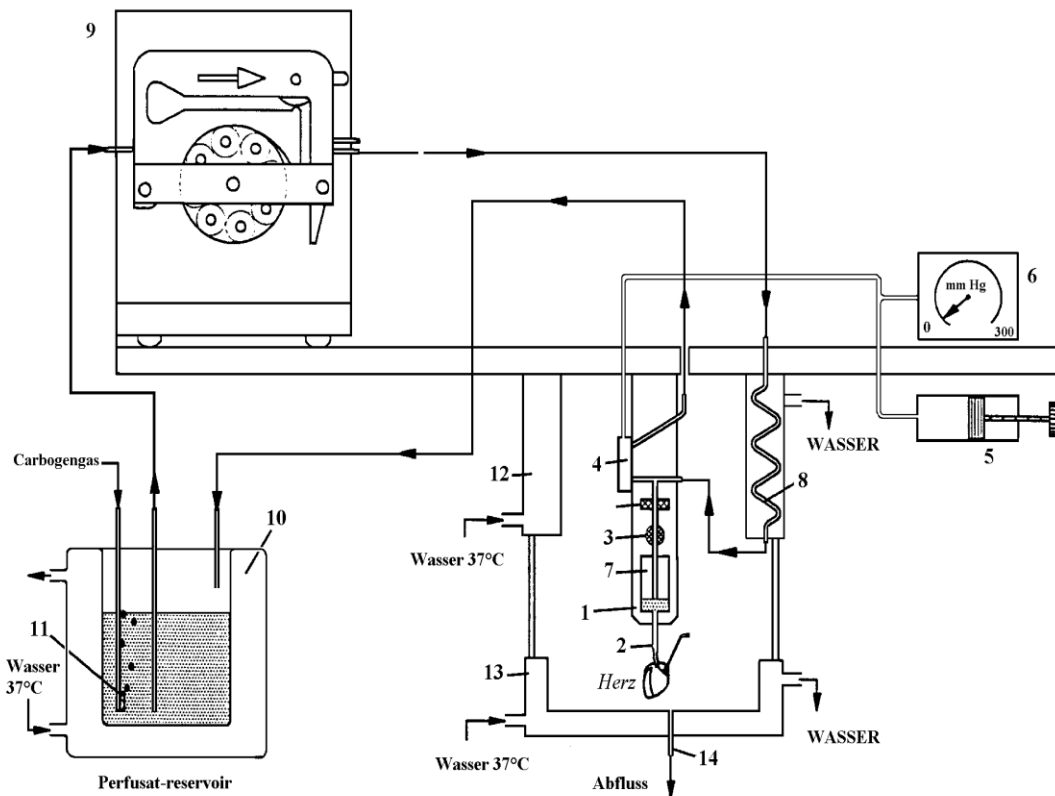 9
6
mm Hg
0
300
WASSER
5
4
8
Carbogengas
12
3
10
Wasser 37°C
7
1
11
2
Wasser
37°C
13
Herz
Wasser 37°C
14
WASSER
Perfusat-reservoir
Abfluss